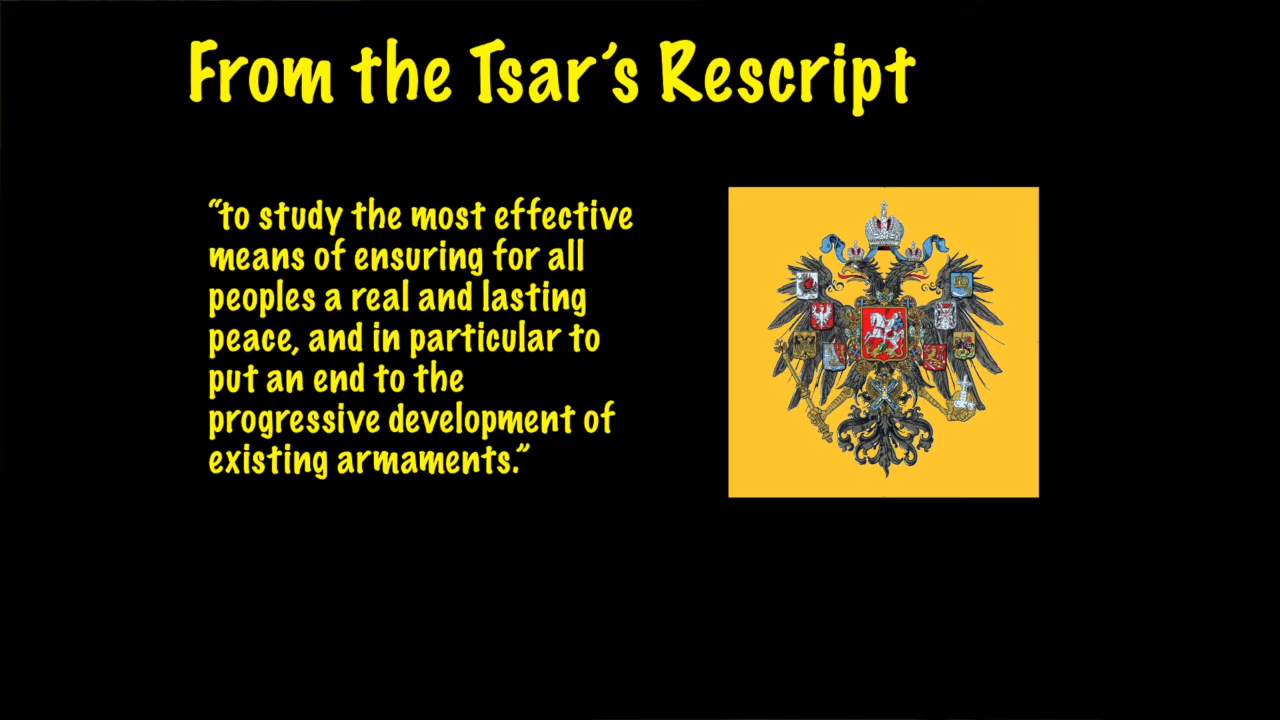 From the Tsar’s Rescript
“to study the most effective
means of ensuring for all
peoples a real and lasting
peace, and in particular to
put an end to the
progressive development of
existing armaments.”